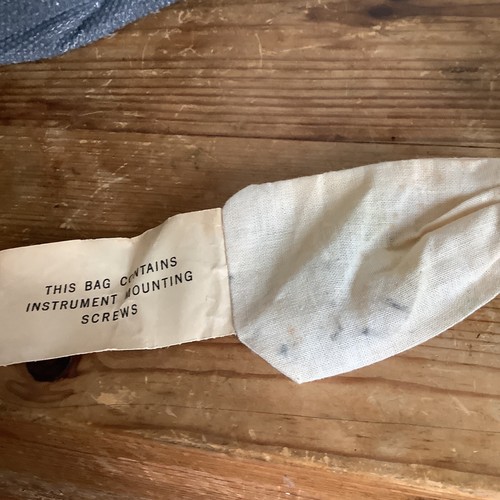 THIS BAG CONTAINS
INSTRUMENT MOUNTING
SCREWS